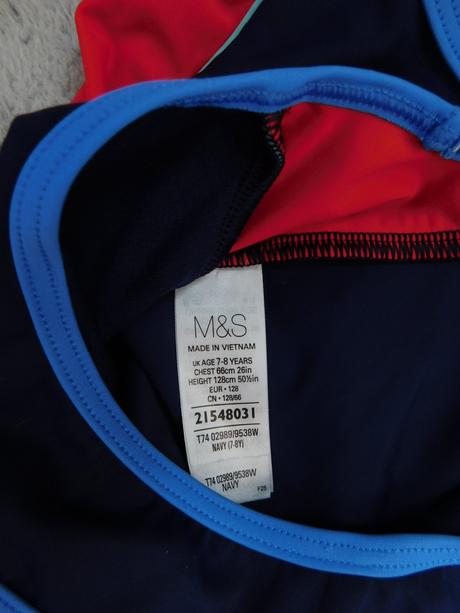 M&S
MADE IN VIETNAM
UK AGE 7-8 YEARS
CHEST 66cm 26in
HEIGHT 128cm 50½in
EUR • 128
CN • 128/66
21548031
T74 02989/9538W
NAVY (7-8Y)
T74 02989/9538W
NAVY
F25